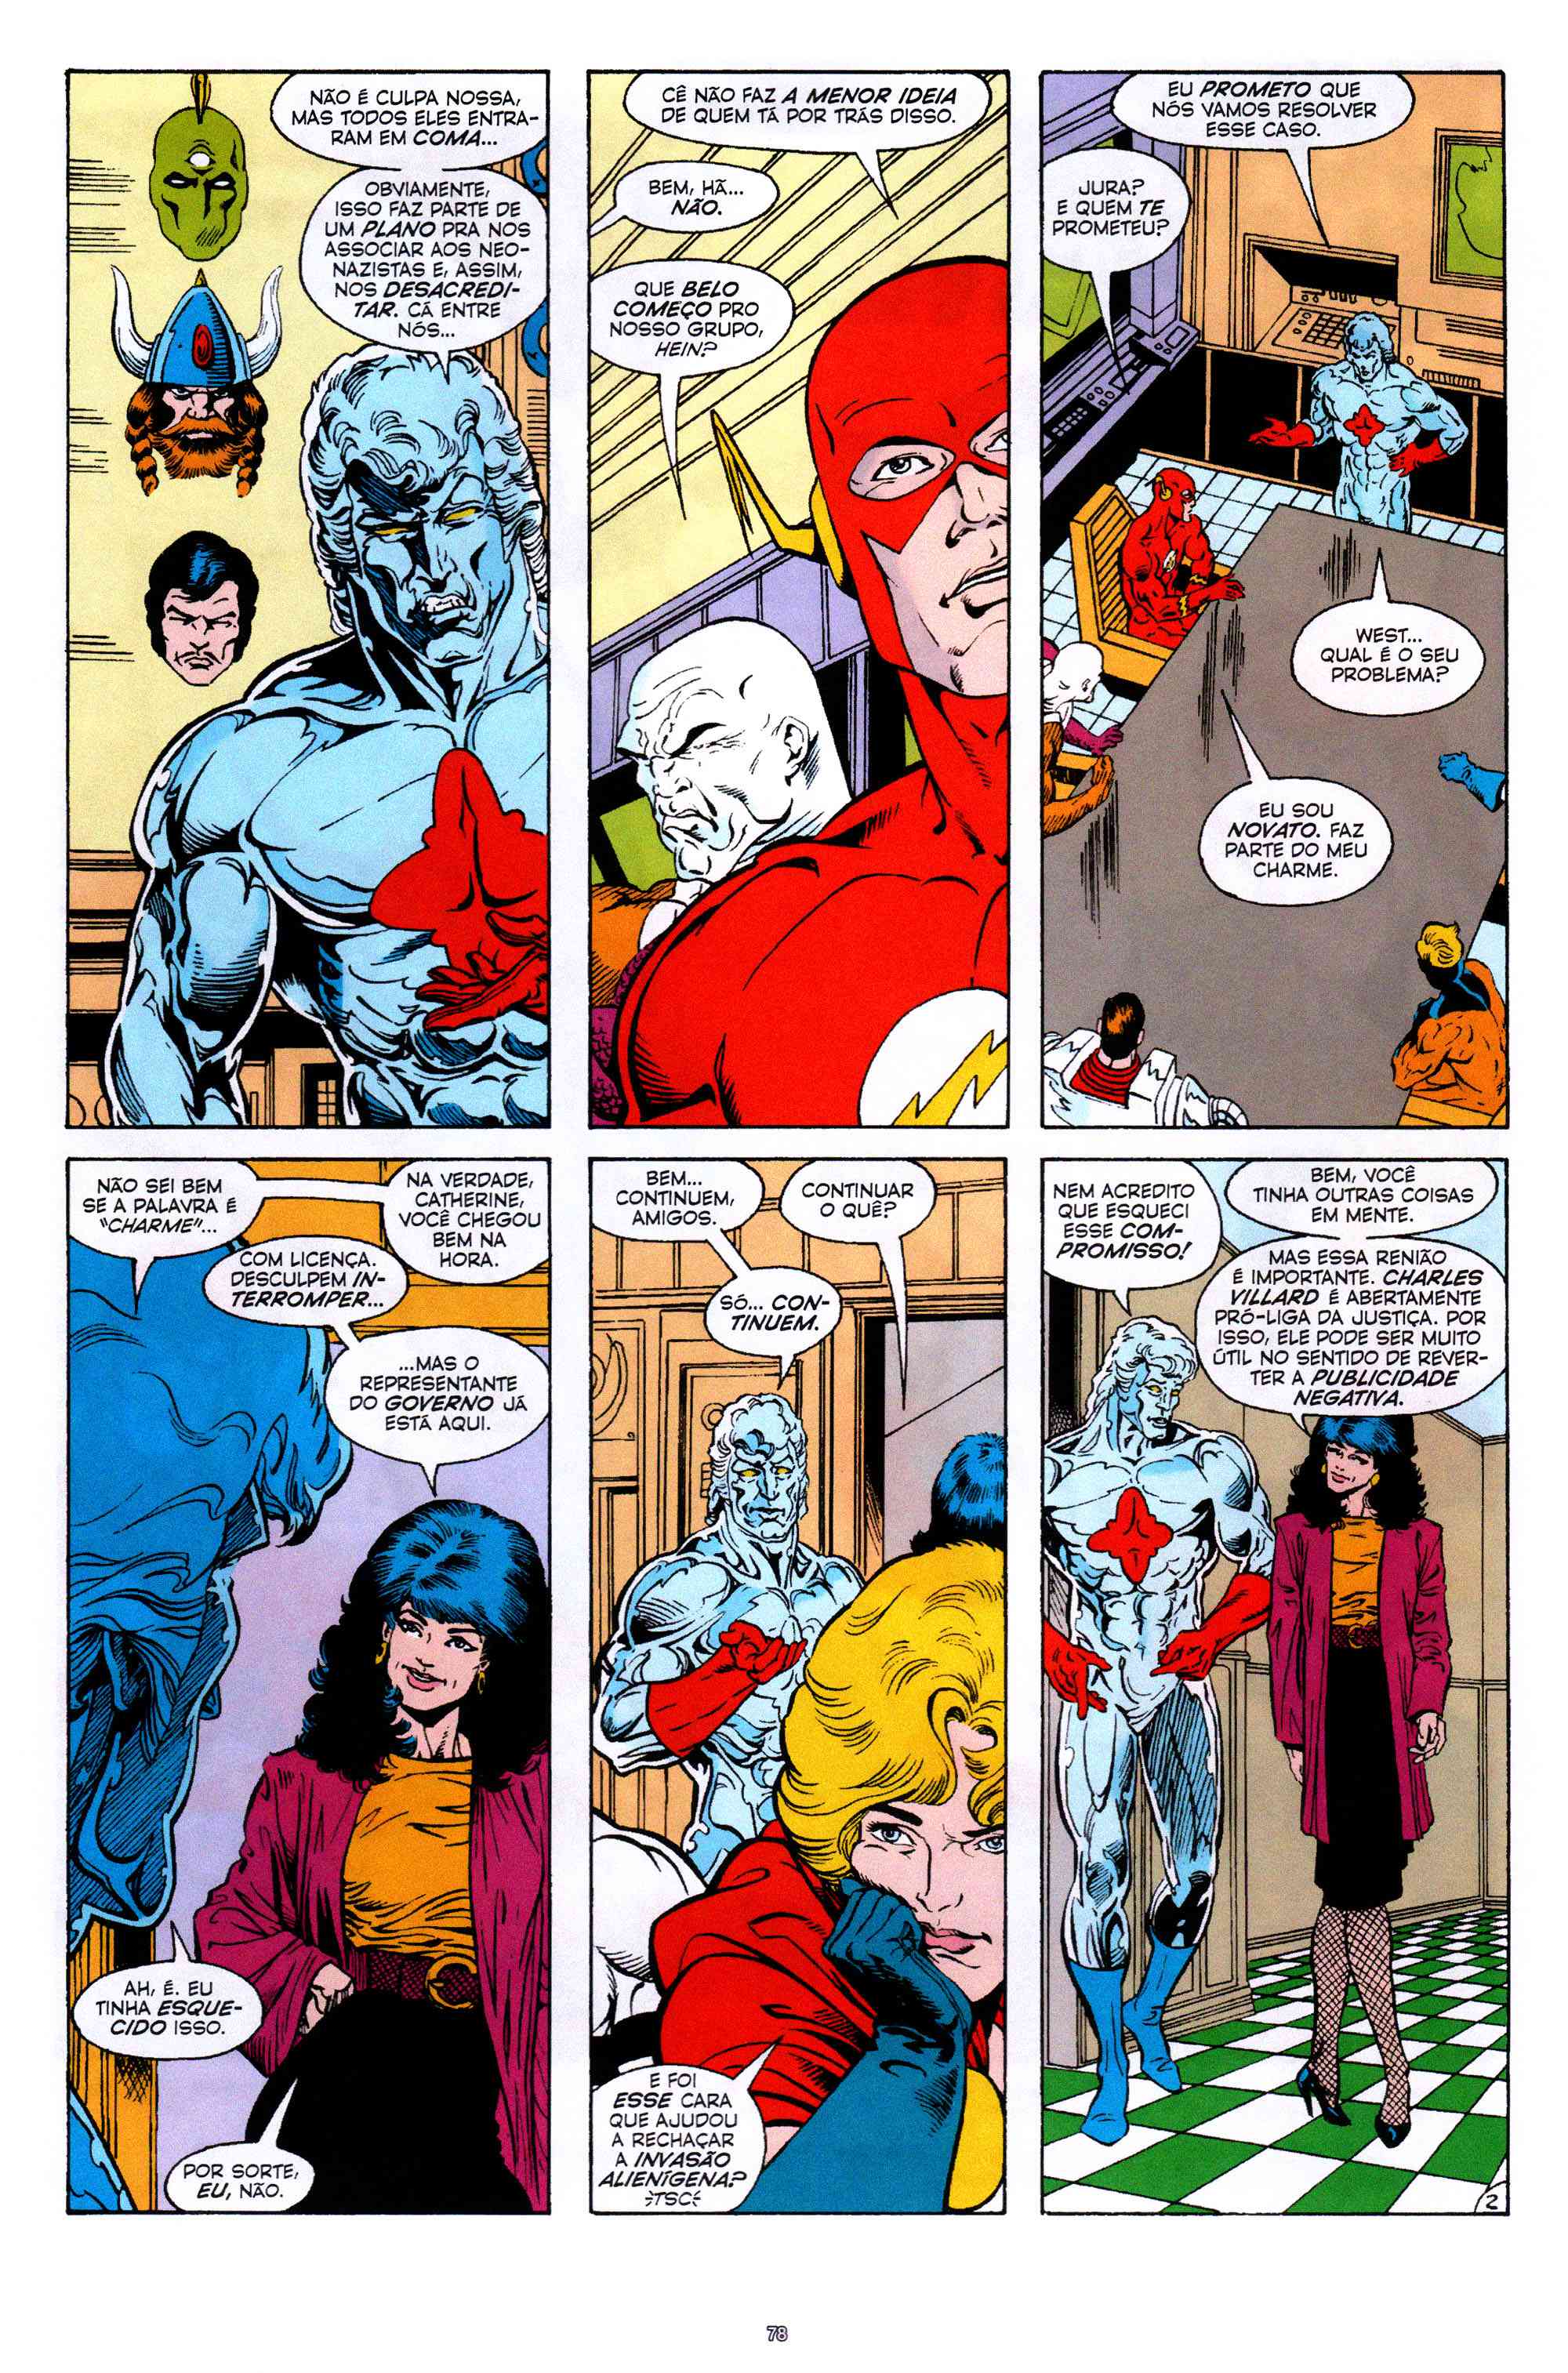 NÃO É CULPA NOSSA,
MAS TODOS ELES ENTRA-
RAM EM COMA...
OBVIAMENTE,
ISSO FAZ PARTE DE
UM PLANO PRA NOS
ASSOCIAR AOS NEO-
NAZISTAS E, ASSIM,
NOS DESACREDI-
TAR. CÁ ENTRE
NÓS...
CÊ NÃO FAZ A MENOR IDEIA
DE QUEM TÁ POR TRÁS DISSO.
BEM, HÃ...
NÃO.
QUE BELO
COMEÇO PRO
NOSSO GRUPO,
HEIN?
EU PROMETO QUE
NÓS VAMOS RESOLVER
ESSE CASO.
JURA?
E QUEM TE
PROMETEU?
WEST...
QUAL É O SEU
PROBLEMA?
EU SOU
NOVATO. FAZ
PARTE DO MEU
CHARME.
NÃO SEI BEM
SE A PALAVRA É
“CHARME”...
NA VERDADE,
CATHERINE,
VOCÊ CHEGOU
BEM NA
HORA.
COM LICENÇA.
DESCULPEM IN-
TERROMPER...
...MAS O
REPRESENTANTE
DO GOVERNO JÁ
ESTÁ AQUI.
AH, É. EU
TINHA ESQUE-
CIDO ISSO.
POR SORTE,
EU, NÃO.
BEM...
CONTINUEM,
AMIGOS.
CONTINUAR
O QUÊ?
SÓ... CON-
TINUEM.
E FOI
ESSE CARA
QUE AJUDOU
A RECHAÇAR
A INVASÃO
ALIENÍGENA?
TSC
NEM ACREDITO
QUE ESQUECI
ESSE COM-
PROMISSO!
BEM, VOCÊ
TINHA OUTRAS COISAS
EM MENTE.
MAS ESSA RENIÃO
É IMPORTANTE. CHARLES
VILLARD É ABERTAMENTE
PRÓ-LIGA DA JUSTIÇA. POR
ISSO, ELE PODE SER MUITO
ÚTIL NO SENTIDO DE REVER-
TER A PUBLICIDADE
NEGATIVA.
2
78